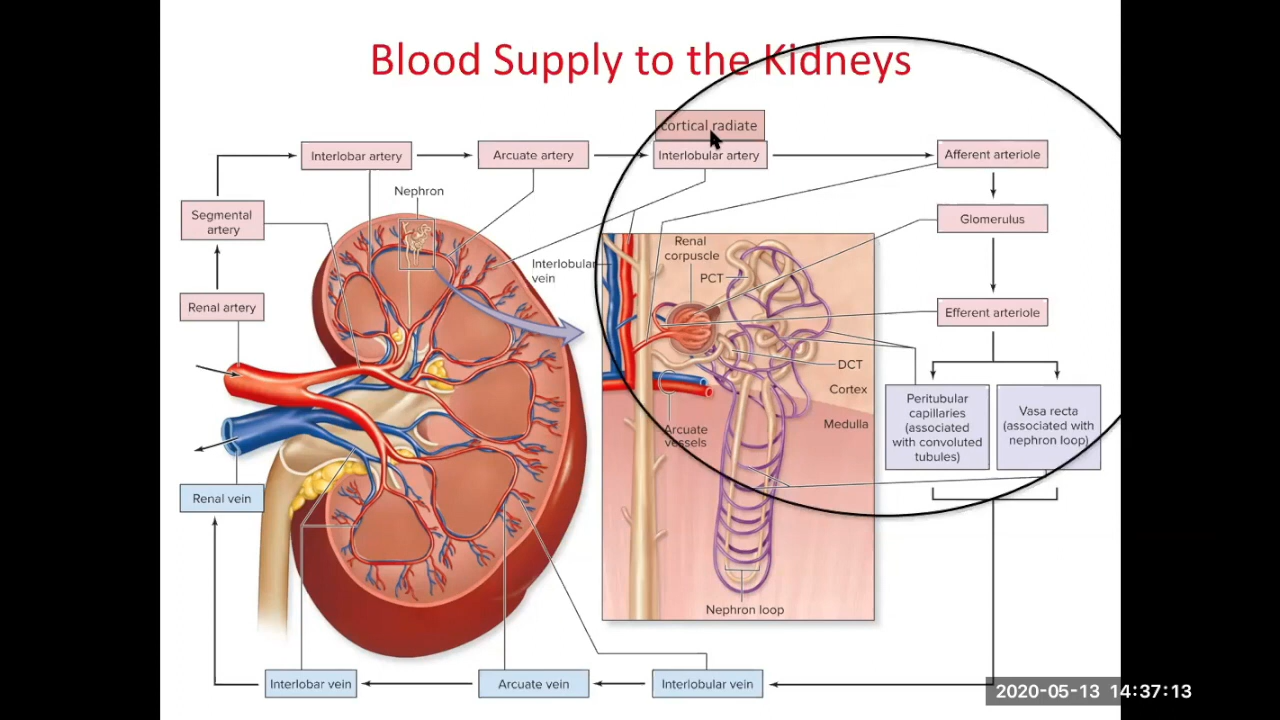 Blood Supply to the Kidneys
cortical radiate
Interlobar artery
Arcuate artery
Interlobular artery
Afferent arteriole
Nephron
Segmental
artery
Glomerulus
Renal
corpuscle
Interlobular
vein
PCT
Renal artery
Efferent arteriole
DCT
Cortex
Medulla
Peritubular
capillaries
(associated
with convoluted
tubules)
Vasa recta
(associated with
nephron loop)
Arcuate
vessels
Renal vein
Nephron loop
Interlobar vein
Arcuate vein
Interlobular vein
2020-05-13 14:37:13